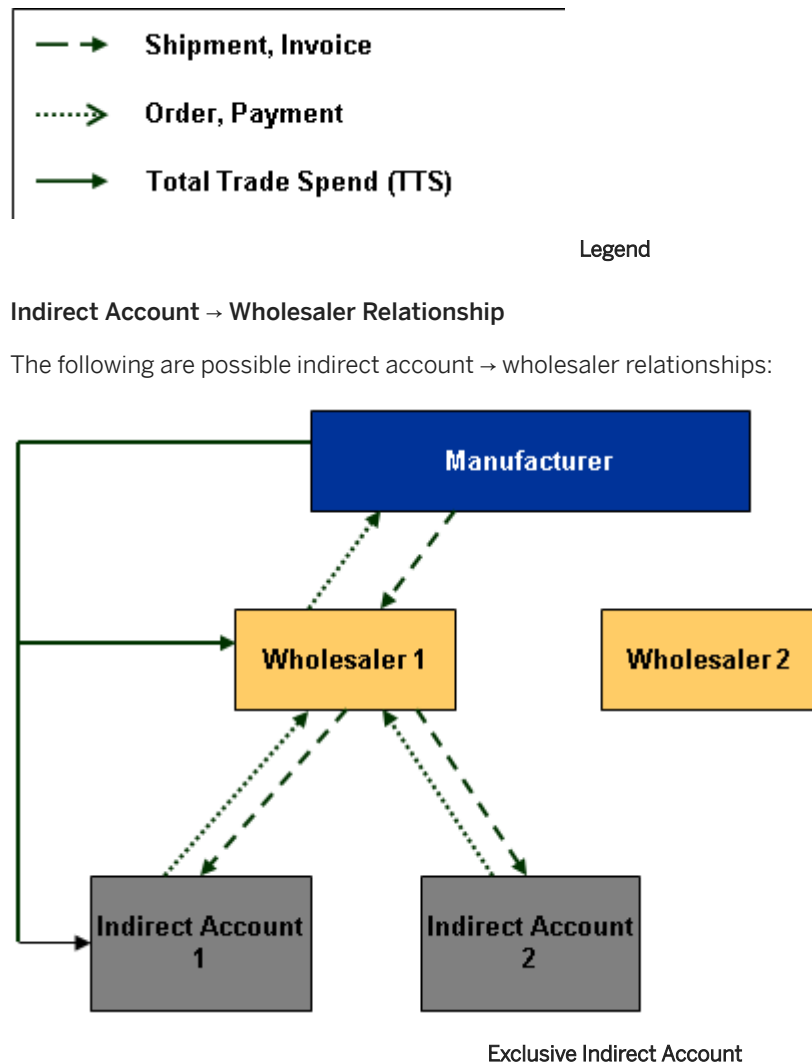 Shipment, Invoice
Order, Payment
Total Trade Spend (TTS)
Legend
Indirect Account → Wholesaler Relationship
The following are possible indirect account → wholesaler relationships:
Manufacturer
Wholesaler 1
Wholesaler 2
Indirect Account
1
Indirect Account
2
Exclusive Indirect Account